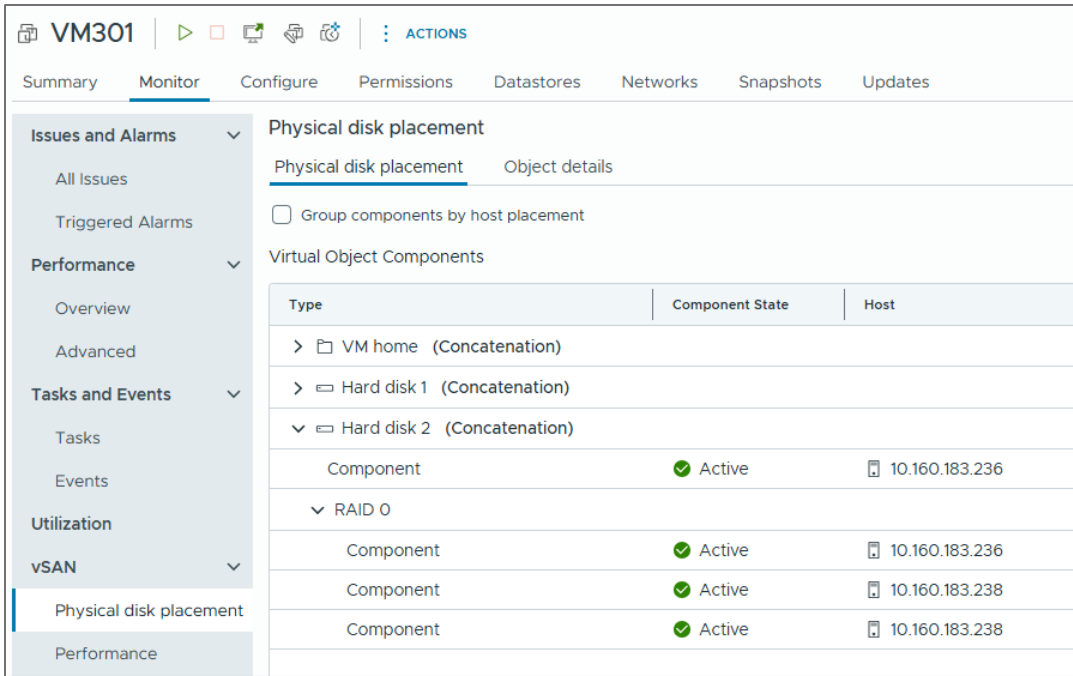 VM301 ACTIONS
Summary Monitor Configure Permissions Datastores Networks Snapshots Updates
Issues and Alarms
All Issues
Triggered Alarms
Performance
Overview
Advanced
Tasks and Events
Tasks
Events
Utilization
vSAN
Physical disk placement
Performance
Physical disk placement
Physical disk placement Object details
Group components by host placement
Virtual Object Components
Type Component State Host
VM home (Concatenation)
Hard disk 1 (Concatenation)
Hard disk 2 (Concatenation)
Component Active 10.160.183.236
RAID 0
Component Active 10.160.183.236
Component Active 10.160.183.238
Component Active 10.160.183.238